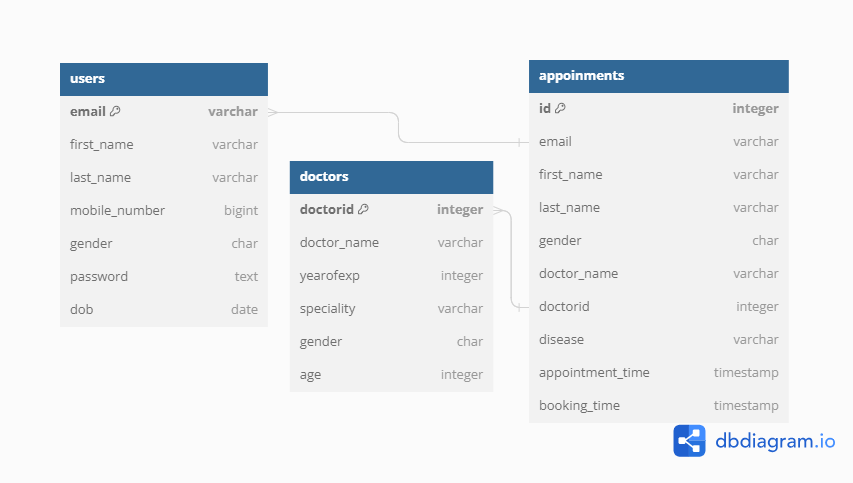 users
email varchar
first_name varchar
last_name varchar
mobile_number bigint
gender char
password text
dob date
doctors
doctorid integer
doctor_name varchar
yearofexp integer
speciality varchar
gender char
age integer
appoinments
id integer
email varchar
first_name varchar
last_name varchar
gender char
doctor_name varchar
doctorid integer
disease varchar
appointment_time timestamp
booking_time timestamp
dbdiagram.io